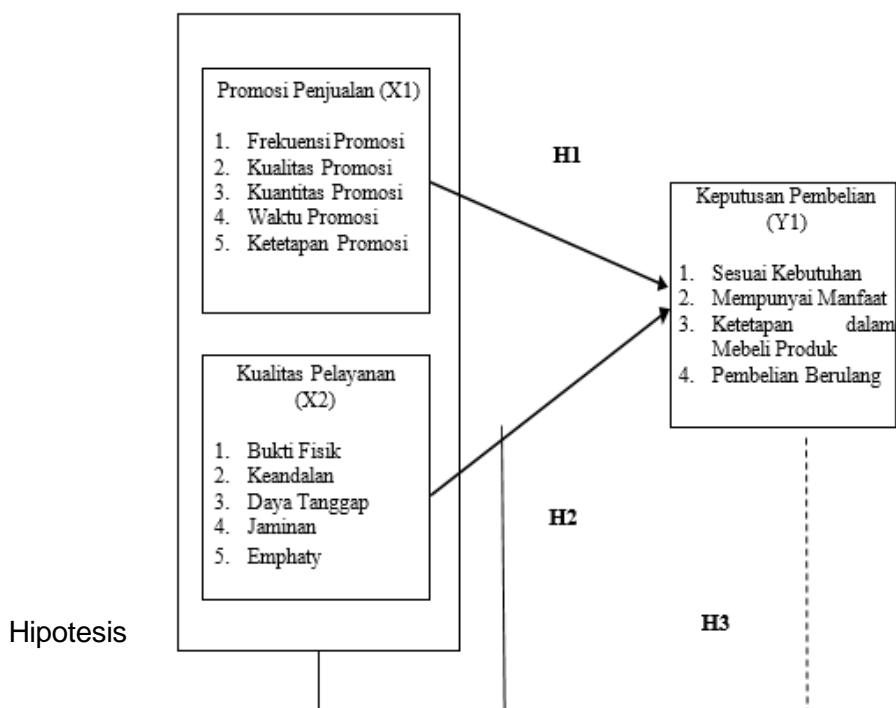 Promosi Penjualan (X1)
1. Frekuensi Promosi
2. Kualitas Promosi
3. Kuantitas Promosi
4. Waktu Promosi
5. Ketetapan Promosi
H1
Keputusan Pembelian
(Y1)
1. Sesuai Kebutuhan
2. Mempunyai Manfaat
3. Ketetapan dalam
Mebeli Produk
4. Pembelian Berulang
Kualitas Pelayanan
(X2)
1. Bukti Fisik
2. Keandalan
3. Daya Tanggap
4. Jaminan
5. Emphaty
H2
H3
Hipotesis